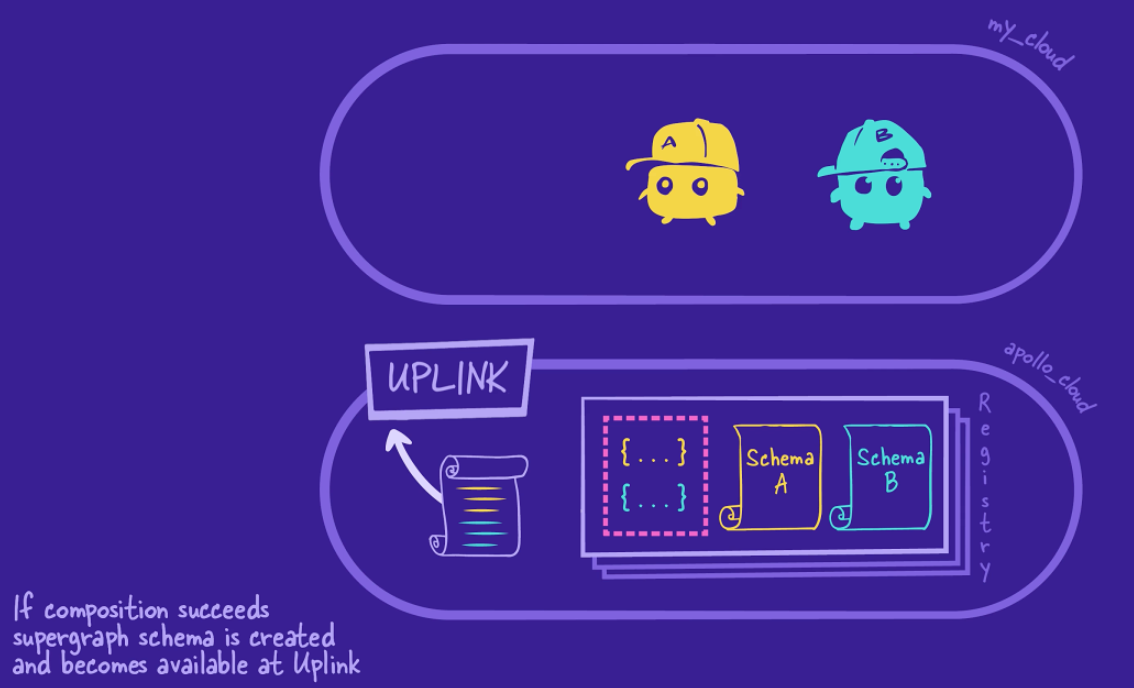 my_cloud
A
B
apollo_cloud
UPLINK
Registry
{...}
{...}
Schema
A
Schema
B
If composition succeeds
supergraph schema is created
and becomes available at Uplink